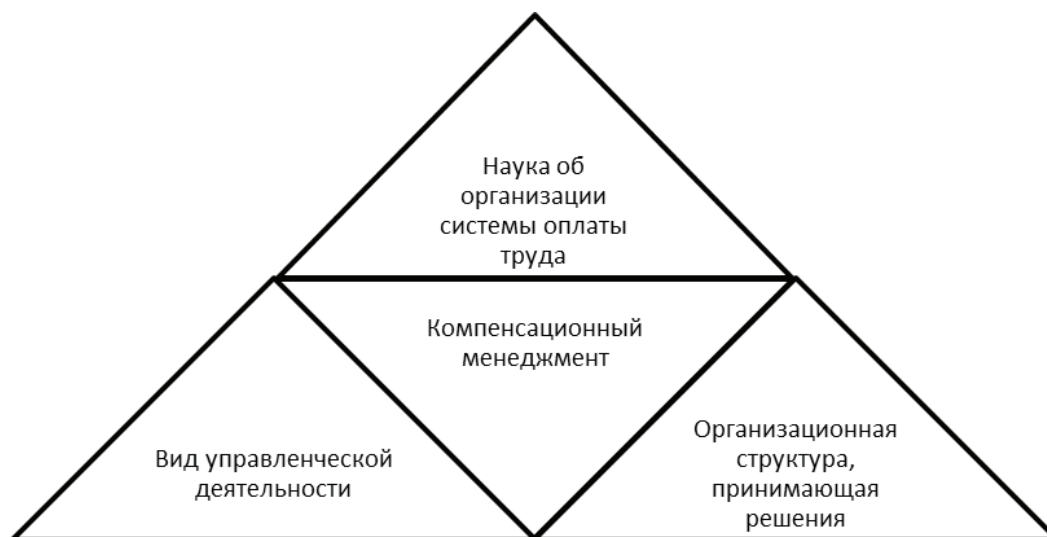 Наука об
организации
системы оплаты
труда
Компенсационный
менеджмент
Вид управленческой
деятельности
Организационная
структура,
принимающая
решения